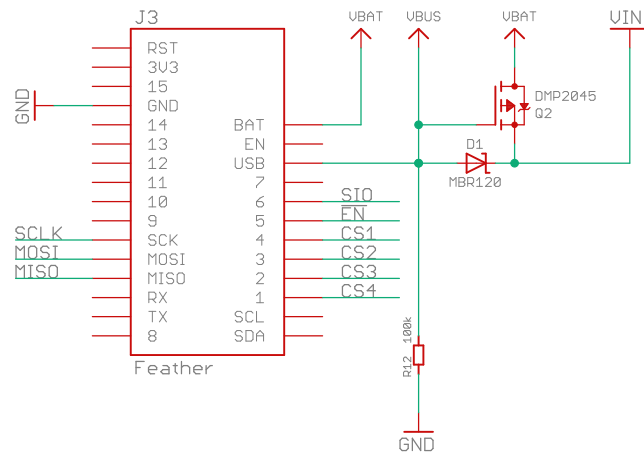 J3
VBAT
VBUS
VBAT
VIN
RST
3V3
15
GND
GND
14
BAT
13
EN
12
USB
11
7
10
6
SIO
9
5
EN
SCLK
SCK
4
CS1
MOSI
MOSI
3
CS2
MISO
MISO
2
CS3
RX
1
CS4
TX
SCL
8
SDA
Feather
DMP2045
Q2
D1
MBR120
R12 100k
GND